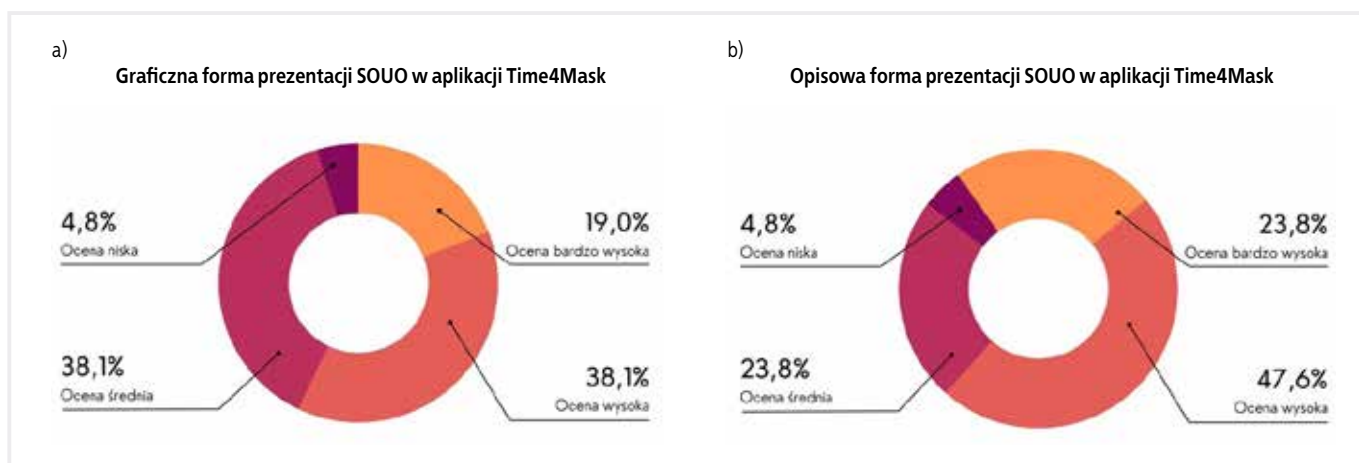 a)
Graficzna forma prezentacji SOUO w aplikacji Time4Mask
4,8%
Ocena niska
19,0%
Ocena bardzo wysoka
38,1%
Ocena średnia
38,1%
Ocena wysoka
b)
Opisowa forma prezentacji SOUO w aplikacji Time4Mask
4,8%
Ocena niska
23,8%
Ocena bardzo wysoka
23,8%
Ocena średnia
47,6%
Ocena wysoka